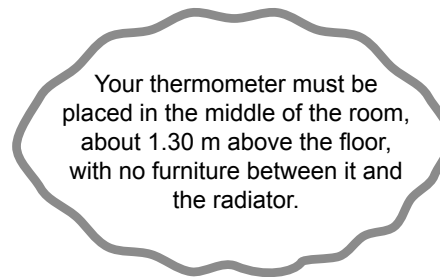 Your thermometer must be
placed in the middle of the room,
about 1.30 m above the floor,
with no furniture between it and
the radiator.